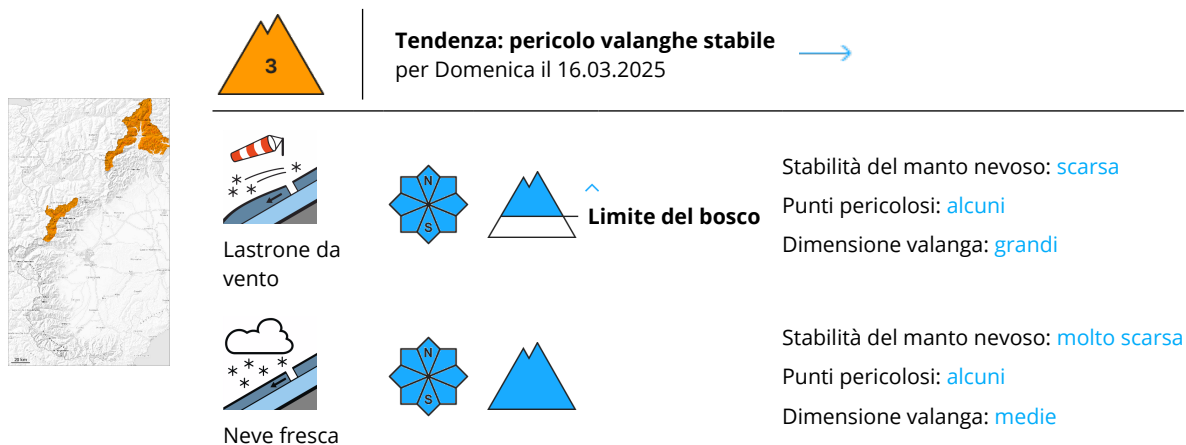 3
Tendenza: pericolo valanghe stabile
per Domenica il 16.03.2025
20 km
N
S
Limite del bosco
Lastrone da
vento
Stabilità del manto nevoso: scarsa
Punti pericolosi: alcuni
Dimensione valanga: grandi
N
S
Neve fresca
Stabilità del manto nevoso: molto scarsa
Punti pericolosi: alcuni
Dimensione valanga: medie